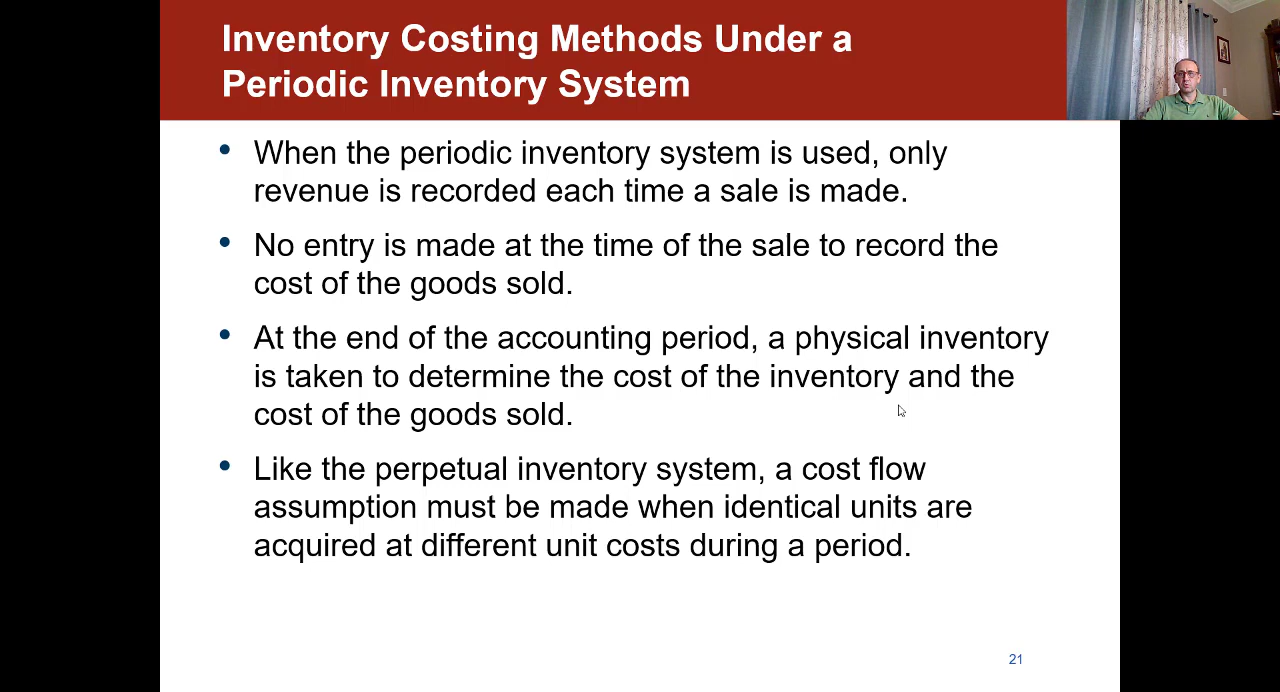 Inventory Costing Methods Under a
Periodic Inventory System
• When the periodic inventory system is used, only
revenue is recorded each time a sale is made.
• No entry is made at the time of the sale to record the
cost of the goods sold.
• At the end of the accounting period, a physical inventory
is taken to determine the cost of the inventory and the
cost of the goods sold.
• Like the perpetual inventory system, a cost flow
assumption must be made when identical units are
acquired at different unit costs during a period.
21